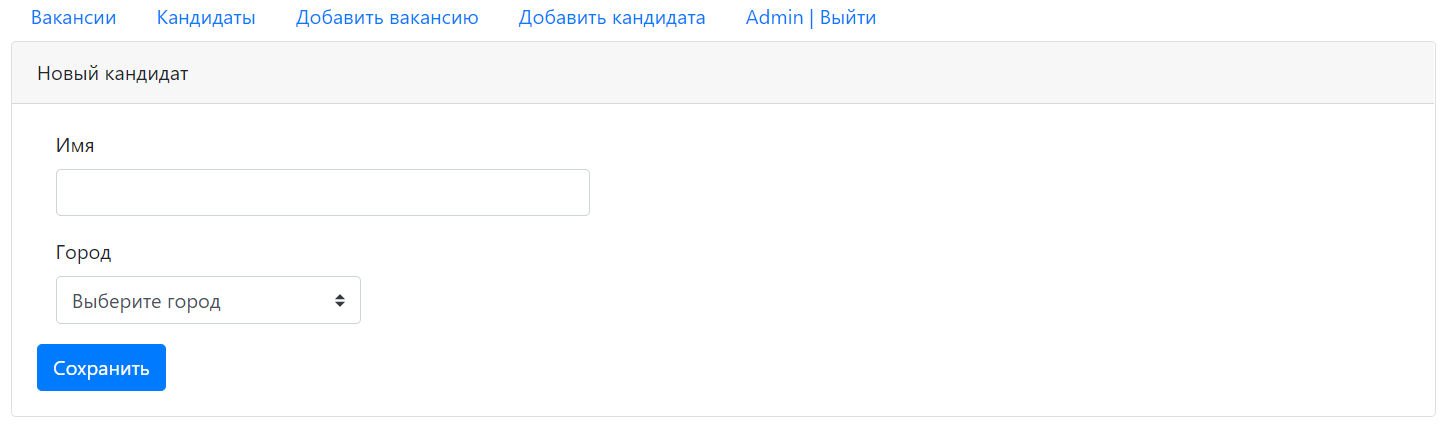 Вакансии Кандидаты Добавить вакансию Добавить кандидата Admin | Выйти
Новый кандидат
Имя
Город
Выберите город
Сохранить